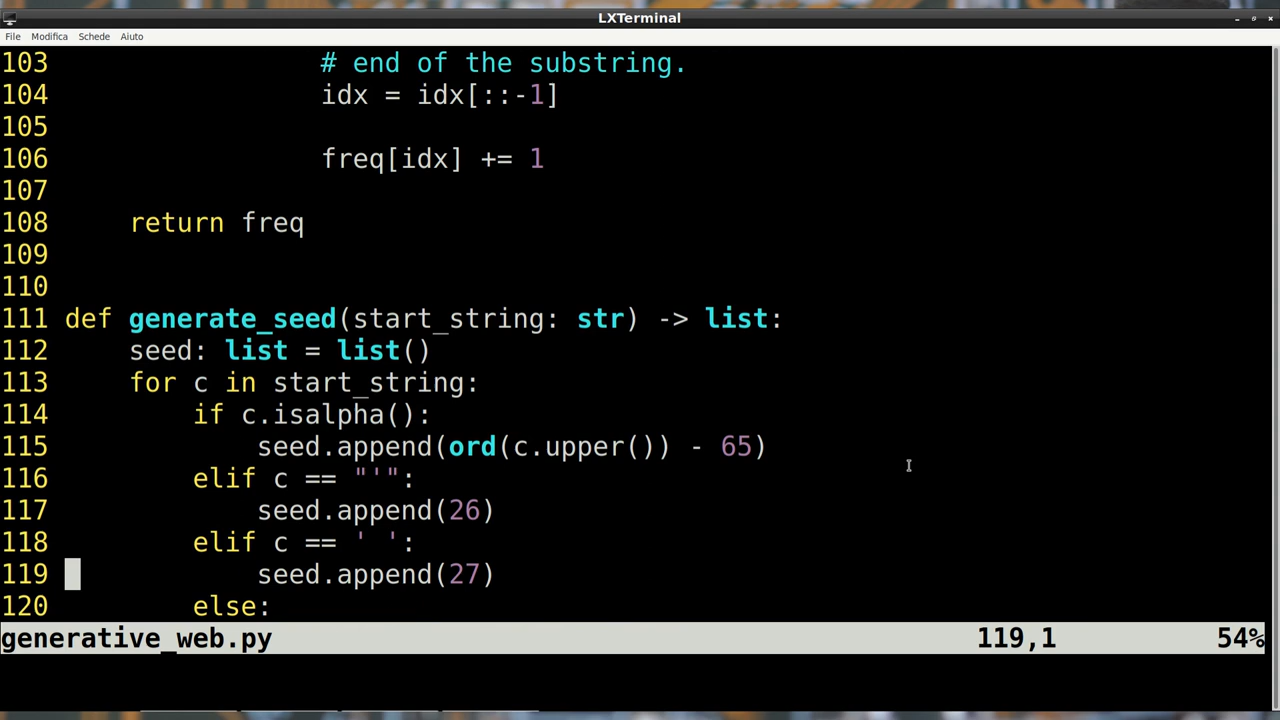 LXTerminal
File Modifica Schede Aiuto
103 # end of the substring.
104 idx = idx[::-1]
105
106 freq[idx] += 1
107
108 return freq
109
110
111 def generate_seed(start_string: str) -> list:
112 seed: list = list()
113 for c in start_string:
114 if c.isalpha():
115 seed.append(ord(c.upper()) - 65)
116 elif c == "'":
117 seed.append(26)
118 elif c == ' ':
119 seed.append(27)
120 else:
generative_web.py 119,1 54%